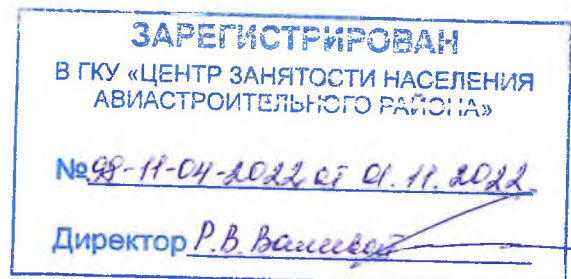 ЗАРЕГИСТРИРОВАН
В ГКУ «ЦЕНТР ЗАНЯТОСТИ НАСЕЛЕНИЯ
АВИАСТРОИТЕЛЬНОГО РАЙОНА»
№98-11-04-2022 от 01.11.2022
Директор Р.В.